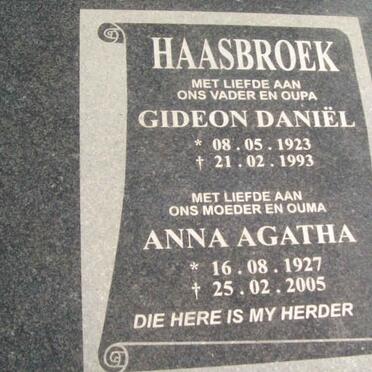 HAASBROEK
MET LIEFDE AAN
ONS VADER EN OUPA
GIDEON DANIËL
* 08 . 05 . 1923
† 21 . 02 . 1993
MET LIEFDE AAN
ONS MOEDER EN OUMA
ANNA AGATHA
* 16 . 08 . 1927
† 25 . 02 . 2005
DIE HERE IS MY HERDER